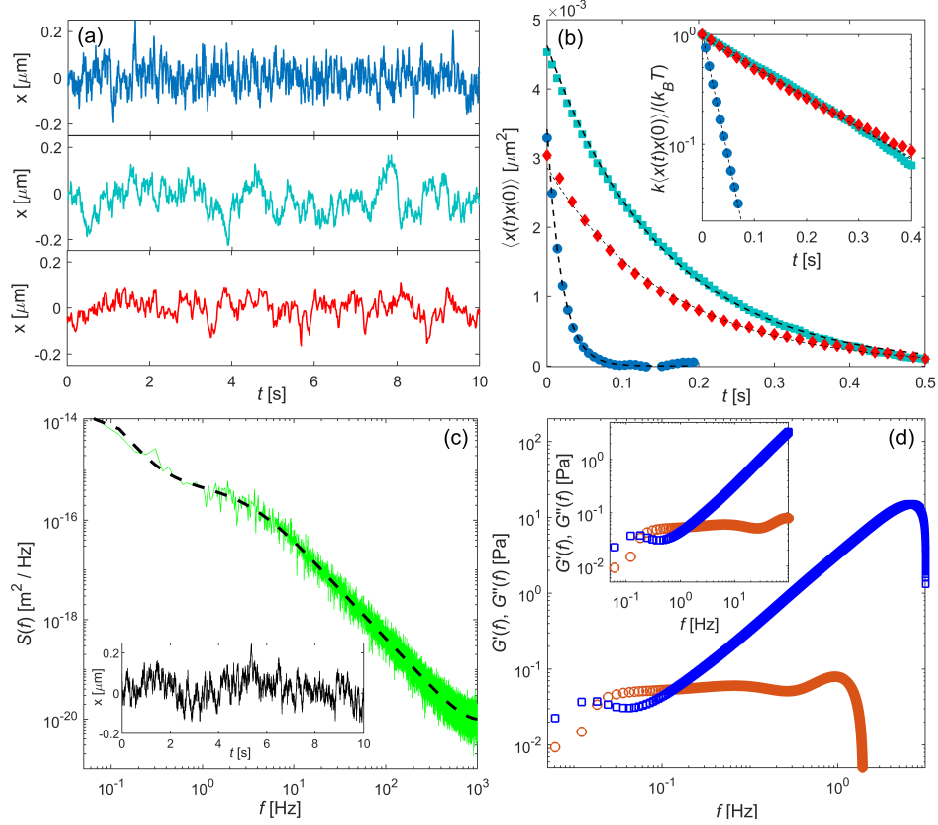 (a)
x [μm]
0.2
0
-0.2
x [μm]
0.2
0
-0.2
x [μm]
0.2
0
-0.2
0 2 4 6 8 10
t [s]
×10⁻³
(b)
⟨x(t)x(0)⟩ [μm²]
5
4
3
2
1
0
0 0.1 0.2 0.3 0.4 0.5
t [s]
k⟨x(t)x(0)⟩/(k_B T)
10⁰
10⁻¹
0 0.1 0.2 0.3 0.4
t [s]
(c)
S(f) [m² / Hz]
10⁻¹⁴
10⁻¹⁶
10⁻¹⁸
10⁻²⁰
10⁻¹ 10⁰ 10¹ 10² 10³
f [Hz]
x [μm]
0.2
0
-0.2
0 2 4 6 8 10
t [s]
(d)
G'(f), G''(f) [Pa]
10²
10¹
10⁰
10⁻¹
10⁻²
10⁻¹ 10⁰
f [Hz]
G'(f), G''(f) [Pa]
10⁰
10⁻¹
10⁻²
10⁻¹ 10⁰ 10¹
f [Hz]